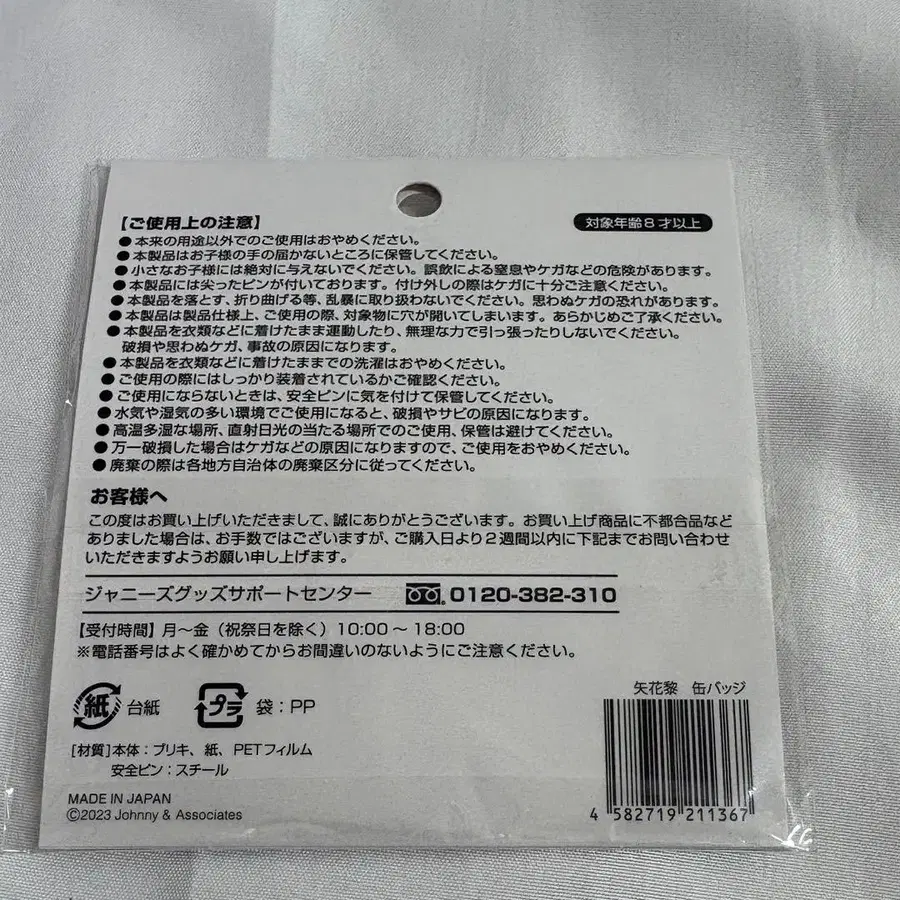 【ご使用上の注意】
対象年齢8才以上
●本来の用途以外でのご使用はおやめください。
●本製品はお子様の手の届かないところに保管してください。
●小さなお子様には絶対に与えないでください。誤飲による窒息やケガなどの危険があります。
●本製品には尖ったピンが付いております。付け外しの際はケガに十分ご注意ください。
●本製品を落とす、折り曲げる等、乱暴に取り扱わないでください。思わぬケガの恐れがあります。
●本製品は製品仕様上、ご使用の際、対象物に穴が開いてしまいます。あらかじめご了承ください。
●本製品を衣類などに着けたまま運動したり、無理な力で引っ張ったりしないでください。
破損や思わぬケガ、事故の原因になります。
●本製品を衣類などに着けたままでの洗濯はおやめください。
●ご使用の際にはしっかり装着されているかご確認ください。
●ご使用にならないときは、安全ピンに気を付けて保管してください。
●水気や湿気の多い環境でご使用になると、破損やサビの原因になります。
●高温多湿な場所、直射日光の当たる場所でのご使用、保管は避けてください。
●万一破損した場合はケガなどの原因になりますので、ご使用をおやめください。
●廃棄の際は各地方自治体の廃棄区分に従ってください。
お客様へ
この度はお買い上げいただきまして、誠にありがとうございます。お買い上げ商品に不都合品など
ありました場合は、お手数ではございますが、ご購入日より2週間以内に下記までお問い合わせ
いただきますようお願い申し上げます。
ジャニーズグッズサポートセンター 0120-382-310
【受付時間】月～金（祝祭日を除く）10:00～18:00
※電話番号はよく確かめてからお間違いのないようにご注意ください。
紙 台紙 プラ 袋：PP
[材質]本体：ブリキ、紙、PETフィルム
安全ピン：スチール
MADE IN JAPAN
©2023 Johnny & Associates
矢花黎 缶バッジ
4 582719 211367